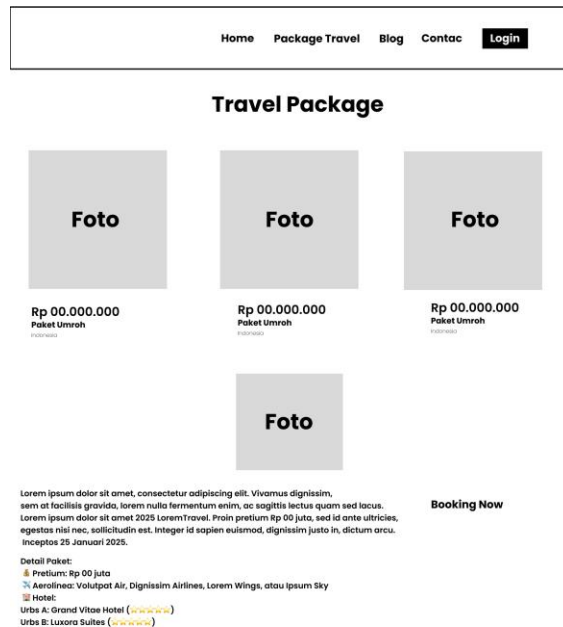 Home Package Travel Blog Contac Login
Travel Package
Foto Foto Foto
Rp 00.000.000 Rp 00.000.000 Rp 00.000.000
Paket Umroh Paket Umroh Paket Umroh
Indonesia Indonesia Indonesia
Foto
Lorem ipsum dolor sit amet, consectetur adipiscing elit. Vivamus dignissim,
sem at facilisis gravida, lorem nulla fermentum enim, ac sagittis lectus quam sed lacus.
Lorem ipsum dolor sit amet 2025 LoremTravel. Proin pretium Rp 00 juta, sed id ante ultricies,
egestas nisi nec, sollicitudin est. Integer id sapien euismod, dignissim justo in, dictum arcu.
Inceptos 25 Januari 2025.
Booking Now
Detail Paket:
💰 Pretium: Rp 00 juta
✈️ Aerolinea: Volutpat Air, Dignissim Airlines, Lorem Wings, atau Ipsum Sky
🏨 Hotel:
Urbs A: Grand Vitae Hotel (⭐⭐⭐⭐⭐)
Urbs B: Luxora Suites (⭐⭐⭐⭐⭐)